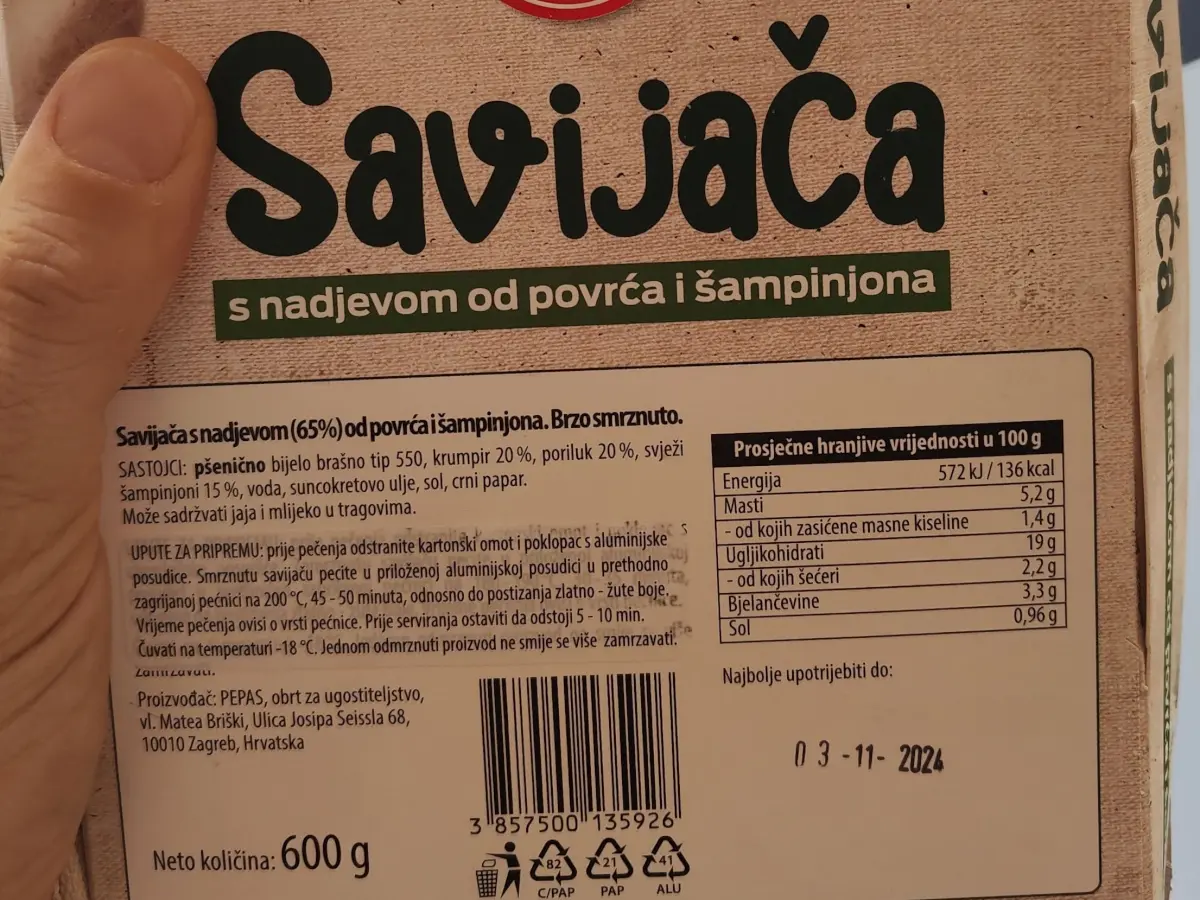 Savijača
s nadjevom od povrća i šampinjona
Savijača s nadjevom (65%) od povrća i šampinjona. Brzo smrznuto.
SASTOJCI: pšenično bijelo brašno tip 550, krumpir 20 %, poriluk 20 %, svježi
šampinjoni 15 %, voda, suncokretovo ulje, sol, crni papar.
Može sadržvati jaja i mlijeko u tragovima.
UPUTE ZA PRIPREMU: prije pečenja odstranite kartonski omot i poklopac s aluminijske
posudice. Smrznutu savijaču pecite u priloženoj aluminijskoj posudici u prethodno
zagrijanoj pećnici na 200 °C, 45 - 50 minuta, odnosno do postizanja zlatno - žute boje.
Vrijeme pečenja ovisi o vrsti pećnice. Prije serviranja ostaviti da odstoji 5 - 10 min.
Čuvati na temperaturi -18 °C. Jednom odmrznuti proizvod ne smije se više zamrzavati.
zamrzavati.
Proizvođač: PEPAS, obrt za ugostiteljstvo,
vl. Matea Briški, Ulica Josipa Seissla 68,
10010 Zagreb, Hrvatska
Neto količina: 600 g
3 857500 135926
82 21 41
C/PAP PAP ALU
Prosječne hranjive vrijednosti u 100 g
Energija 572 kJ / 136 kcal
Masti 5,2 g
- od kojih zasićene masne kiseline 1,4 g
Ugljikohidrati 19 g
- od kojih šećeri 2,2 g
Bjelančevine 3,3 g
Sol 0,96 g
Najbolje upotrijebiti do:
03-11-2024